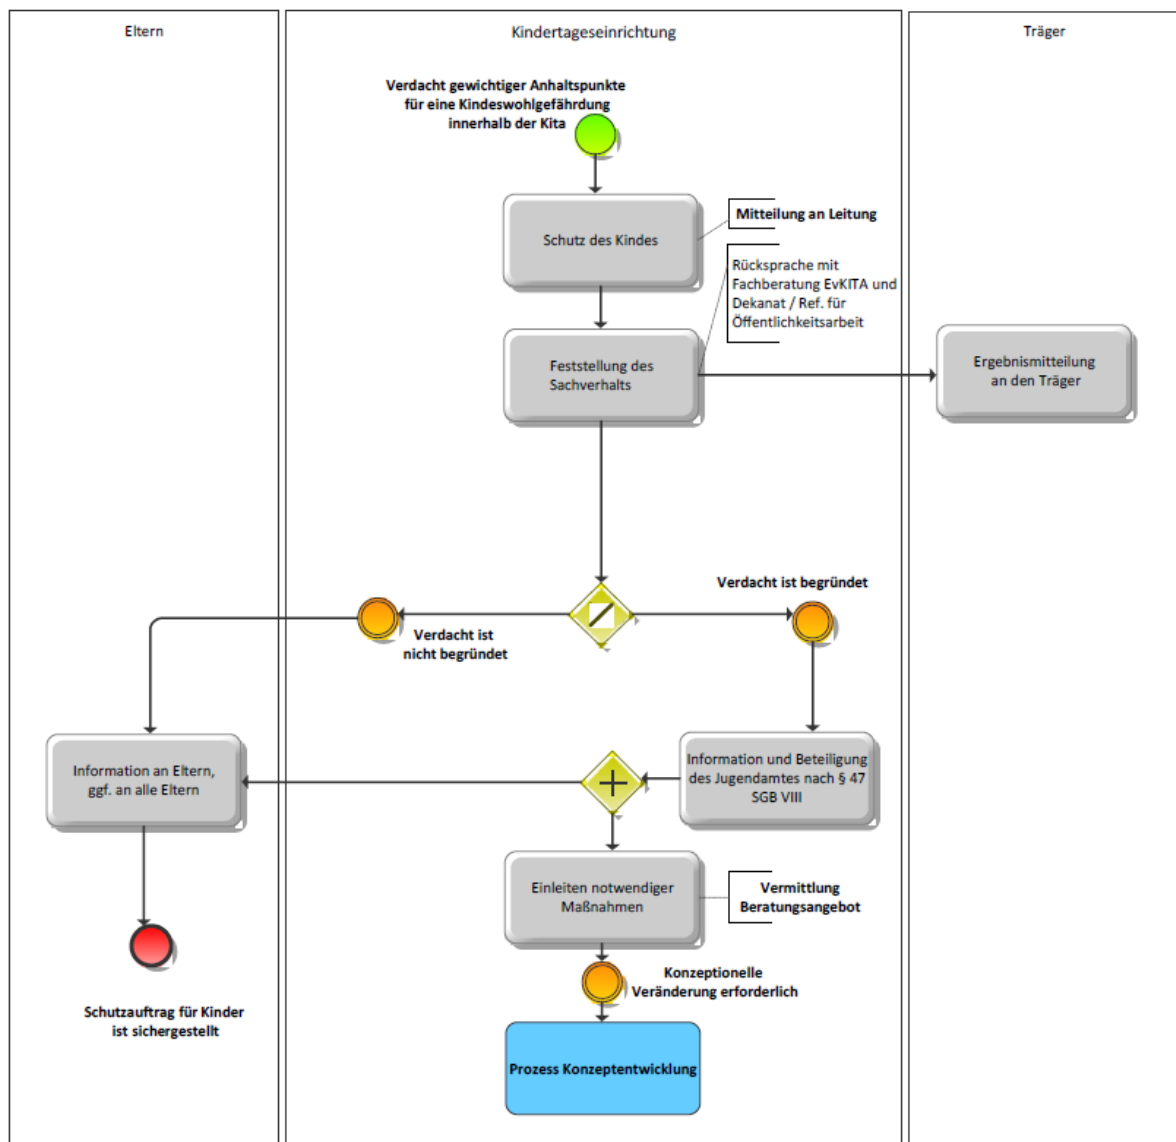 Eltern
Kindertageseinrichtung
Träger
Verdacht gewichtiger Anhaltspunkte
für eine Kindeswohlgefährdung
innerhalb der Kita
Schutz des Kindes
Mitteilung an Leitung
Rücksprache mit
Fachberatung EvKITA und
Dekanat / Ref. für
Öffentlichkeitsarbeit
Feststellung des
Sachverhalts
Ergebnismitteilung
an den Träger
Verdacht ist begründet
Verdacht ist
nicht begründet
Information an Eltern,
ggf. an alle Eltern
Information und Beteiligung
des Jugendamtes nach § 47
SGB VIII
Einleiten notwendiger
Maßnahmen
Vermittlung
Beratungsangebot
Konzeptionelle
Veränderung erforderlich
Schutzauftrag für Kinder
ist sichergestellt
Prozess Konzeptentwicklung